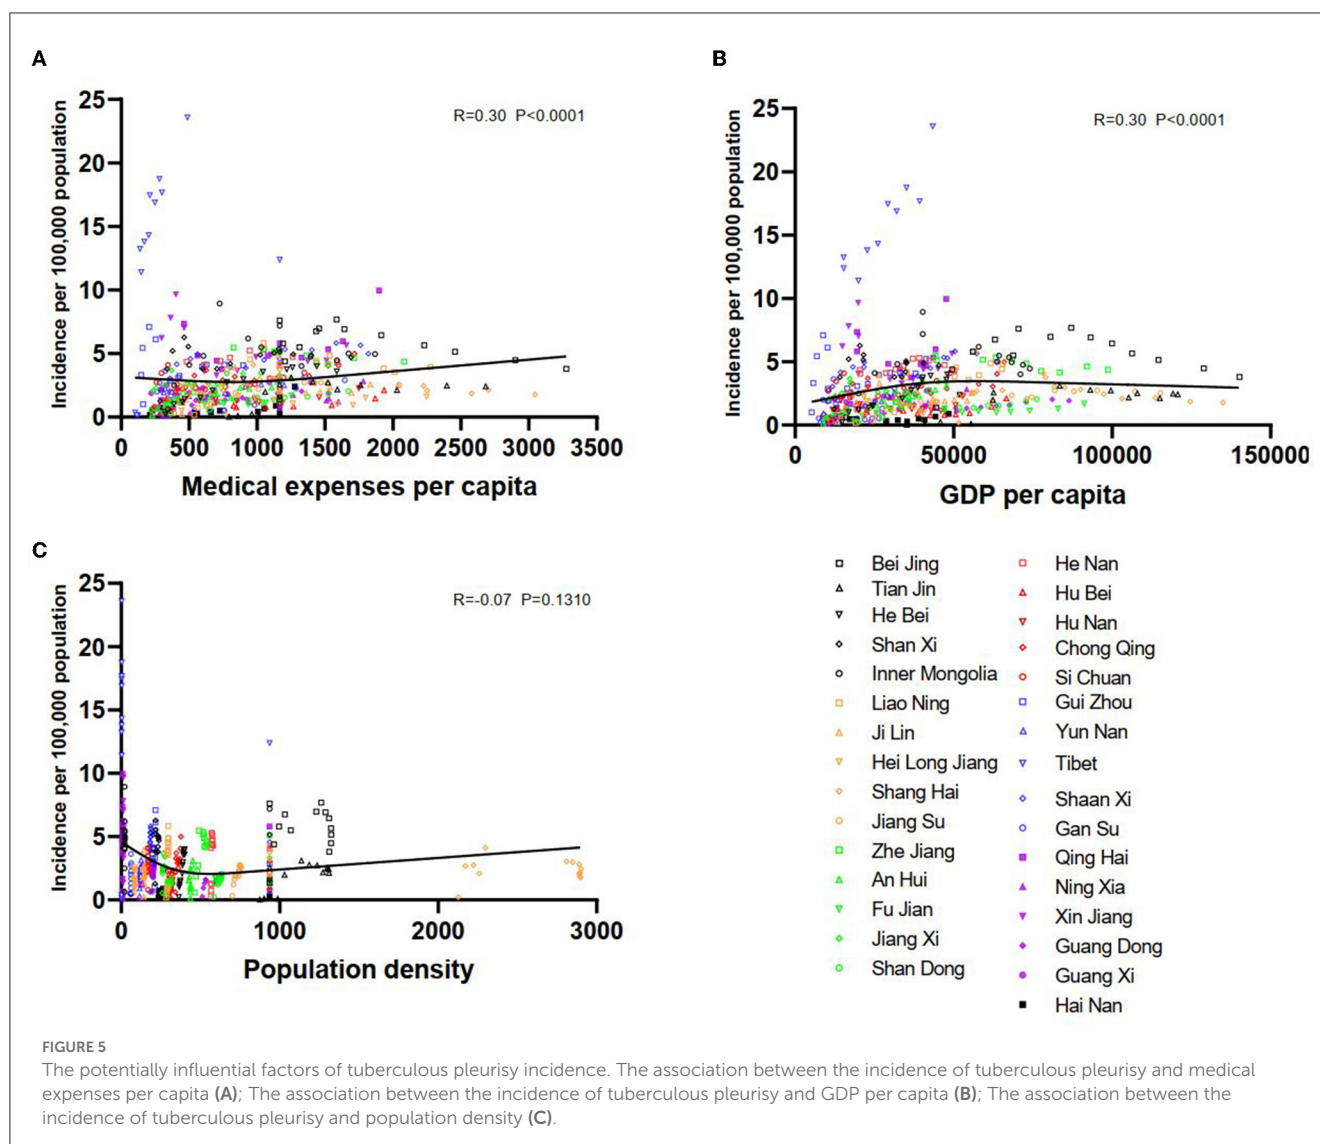 A
R=0.30 P<0.0001
Incidence per 100,000 population
25
20
15
10
5
0
0 500 1000 1500 2000 2500 3000 3500
Medical expenses per capita
B
R=0.30 P<0.0001
Incidence per 100,000 population
25
20
15
10
5
0
0 50000 100000 150000
GDP per capita
C
R=-0.07 P=0.1310
Incidence per 100,000 population
25
20
15
10
5
0
0 1000 2000 3000
Population density
Bei Jing
Tian Jin
He Bei
Shan Xi
Inner Mongolia
Liao Ning
Ji Lin
Hei Long Jiang
Shang Hai
Jiang Su
Zhe Jiang
An Hui
Fu Jian
Jiang Xi
Shan Dong
He Nan
Hu Bei
Hu Nan
Chong Qing
Si Chuan
Gui Zhou
Yun Nan
Tibet
Shaan Xi
Gan Su
Qing Hai
Ning Xia
Xin Jiang
Guang Dong
Guang Xi
Hai Nan
FIGURE 5
The potentially influential factors of tuberculous pleurisy incidence. The association between the incidence of tuberculous pleurisy and medical
expenses per capita (A); The association between the incidence of tuberculous pleurisy and GDP per capita (B); The association between the
incidence of tuberculous pleurisy and population density (C).